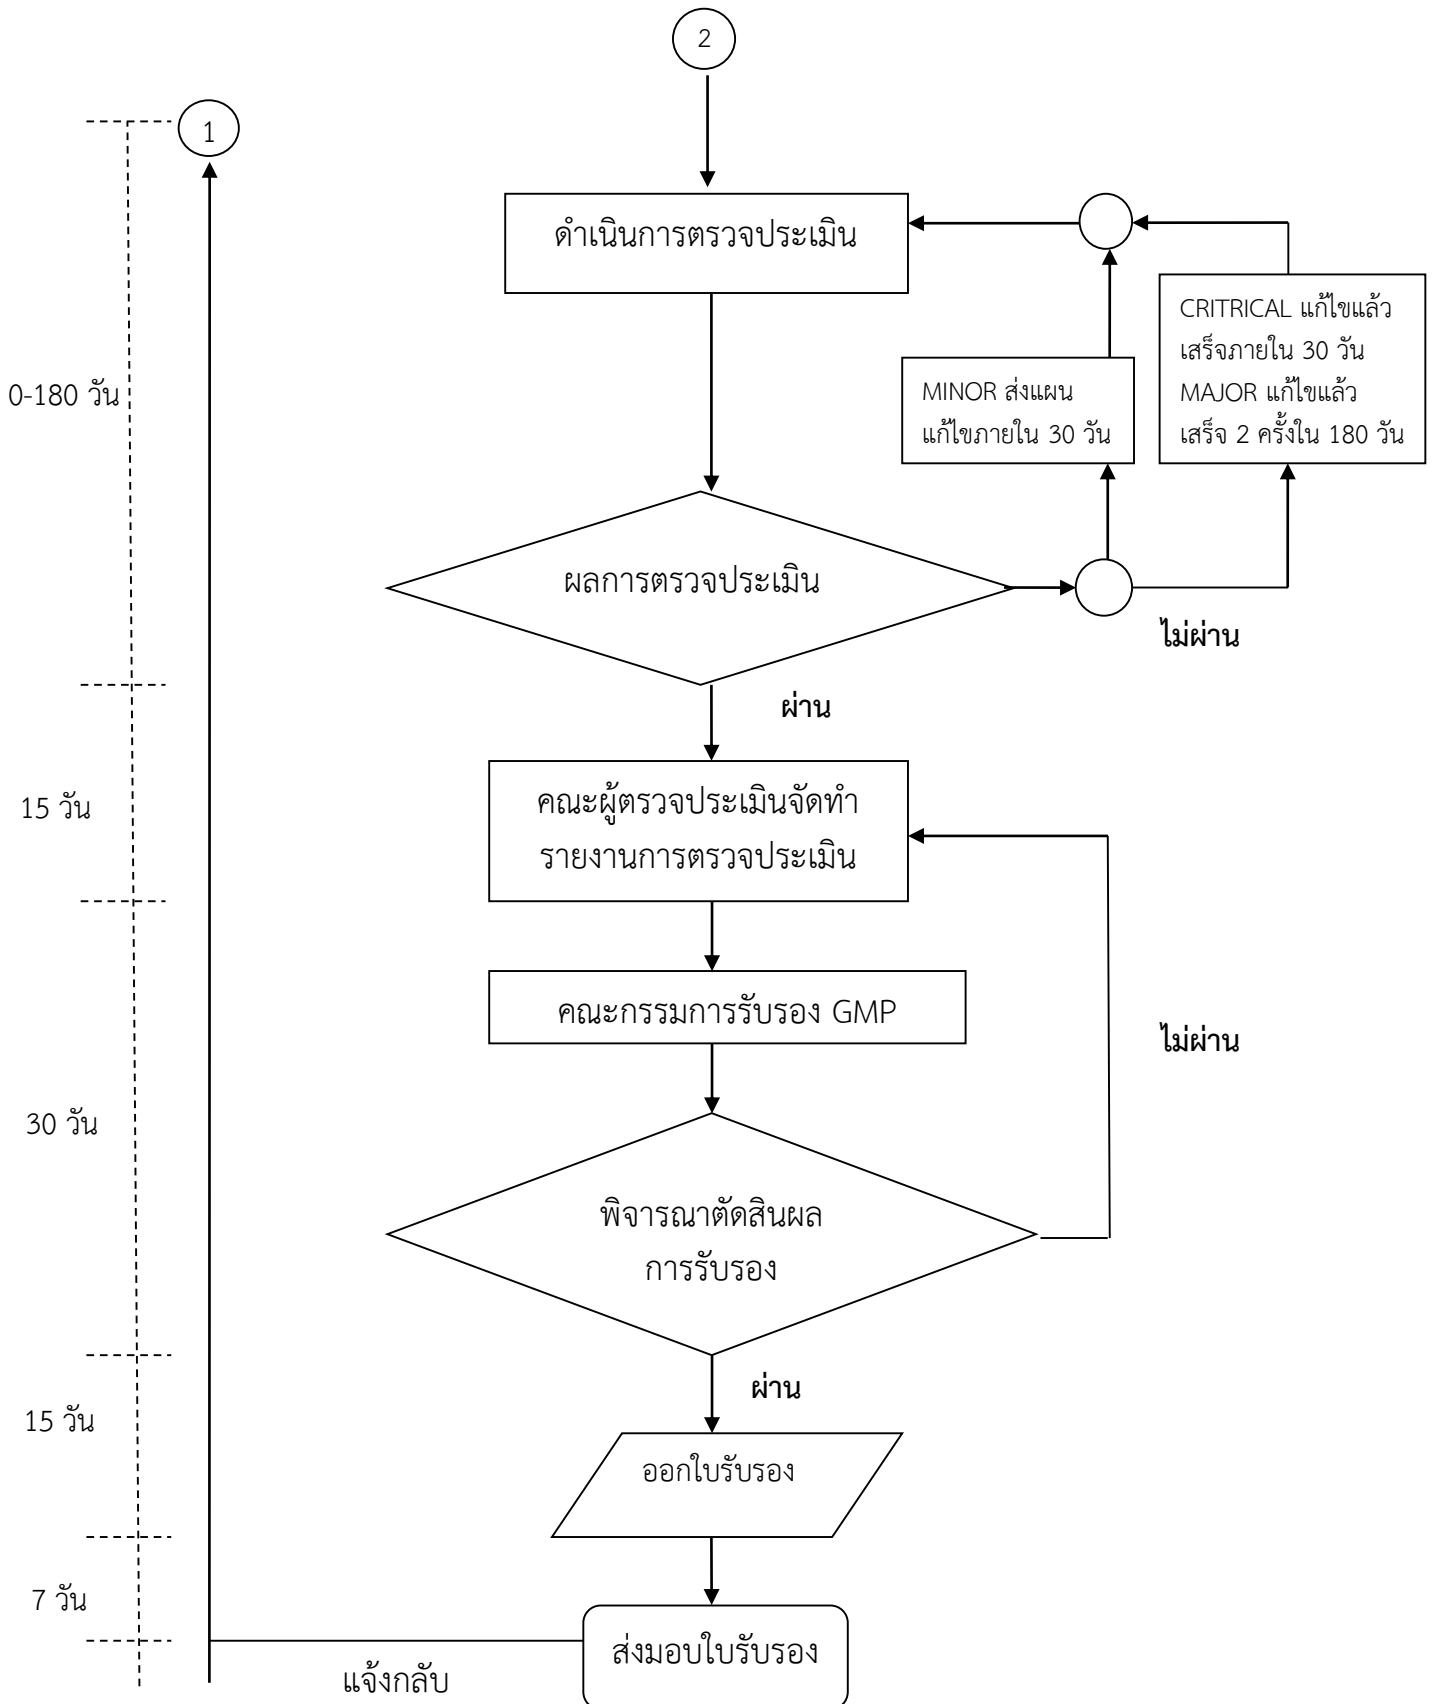 2
1
ดำเนินการตรวจประเมิน
CRITRICAL แก้ไขแล้ว
เสร็จภายใน 30 วัน
MAJOR แก้ไขแล้ว
เสร็จ 2 ครั้งใน 180 วัน
MINOR ส่งแผน
แก้ไขภายใน 30 วัน
0-180 วัน
ผลการตรวจประเมิน
ไม่ผ่าน
ผ่าน
15 วัน
คณะผู้ตรวจประเมินจัดทำ
รายงานการตรวจประเมิน
คณะกรรมการรับรอง GMP
ไม่ผ่าน
30 วัน
พิจารณาตัดสินผล
การรับรอง
ผ่าน
15 วัน
ออกใบรับรอง
7 วัน
ส่งมอบใบรับรอง
แจ้งกลับ